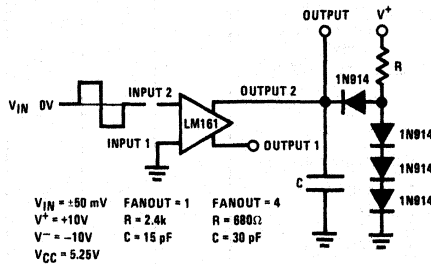 OUTPUT
V+
R
1N914
INPUT 2
OUTPUT 2
VIN 0V
LM161
1N914
INPUT 1
OUTPUT 1
1N914
C
1N914
VIN = ±50 mV FANOUT = 1 FANOUT = 4
V+ = +10V R = 2.4k R = 680Ω
V− = −10V C = 15 pF C = 30 pF
VCC = 5.25V